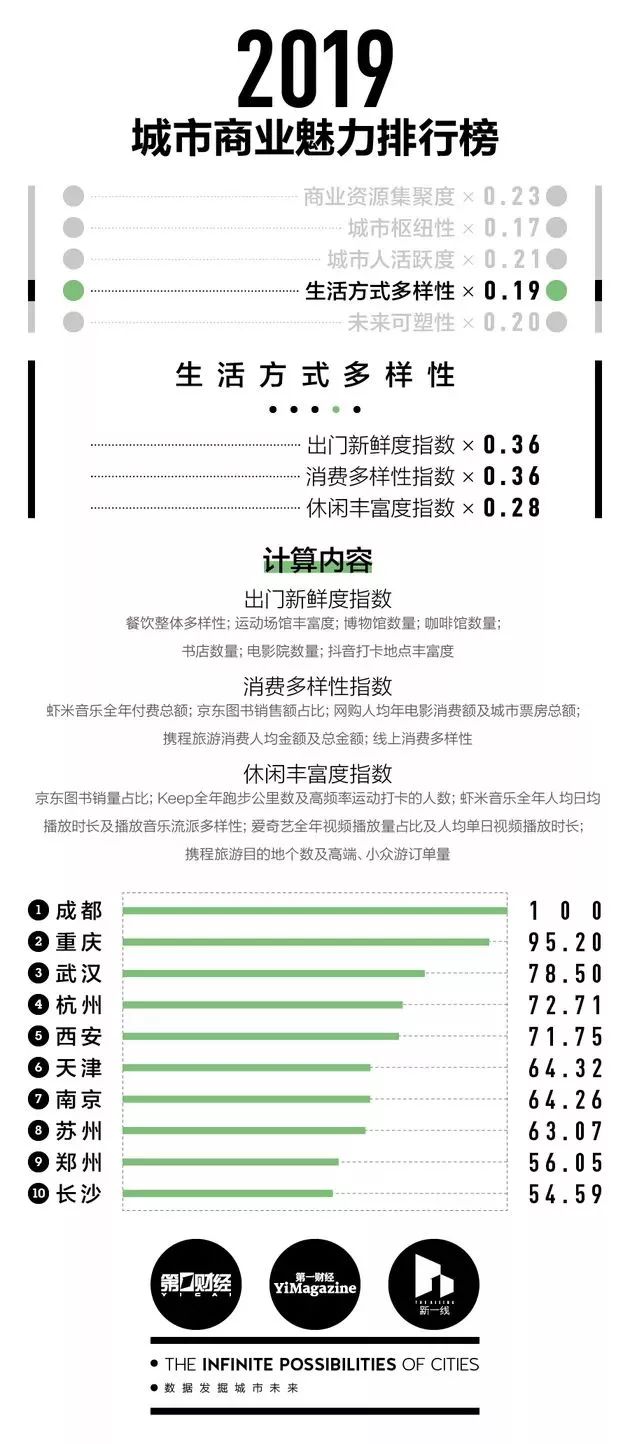 2019
城市商业魅力排行榜
商业资源集聚度 × 0.23
城市枢纽性 × 0.17
城市人活跃度 × 0.21
生活方式多样性 × 0.19
未来可塑性 × 0.20
生活方式多样性
出门新鲜度指数 × 0.36
消费多样性指数 × 0.36
休闲丰富度指数 × 0.28
计算内容
出门新鲜度指数
餐饮整体多样性; 运动场馆丰富度; 博物馆数量; 咖啡馆数量;
书店数量; 电影院数量; 抖音打卡地点丰富度
消费多样性指数
虾米音乐全年付费总额; 京东图书销售额占比; 网购人均年电影消费额及城市票房总额;
携程旅游消费人均金额及总金额; 线上消费多样性
休闲丰富度指数
京东图书销量占比; Keep全年跑步公里数及高频率运动打卡的人数; 虾米音乐全年人均日均
播放时长及播放音乐流派多样性; 爱奇艺全年视频播放量占比及人均单日视频播放时长;
携程旅游目的地个数及高端、小众游订单量
1 成都 100
2 重庆 95.20
3 武汉 78.50
4 杭州 72.71
5 西安 71.75
6 天津 64.32
7 南京 64.26
8 苏州 63.07
9 郑州 56.05
10 长沙 54.59
第一财经
YICAI
第一财经
YiMagazine
THE RISING
新一线
• THE INFINITE POSSIBILITIES OF CITIES
• 数据发掘城市未来